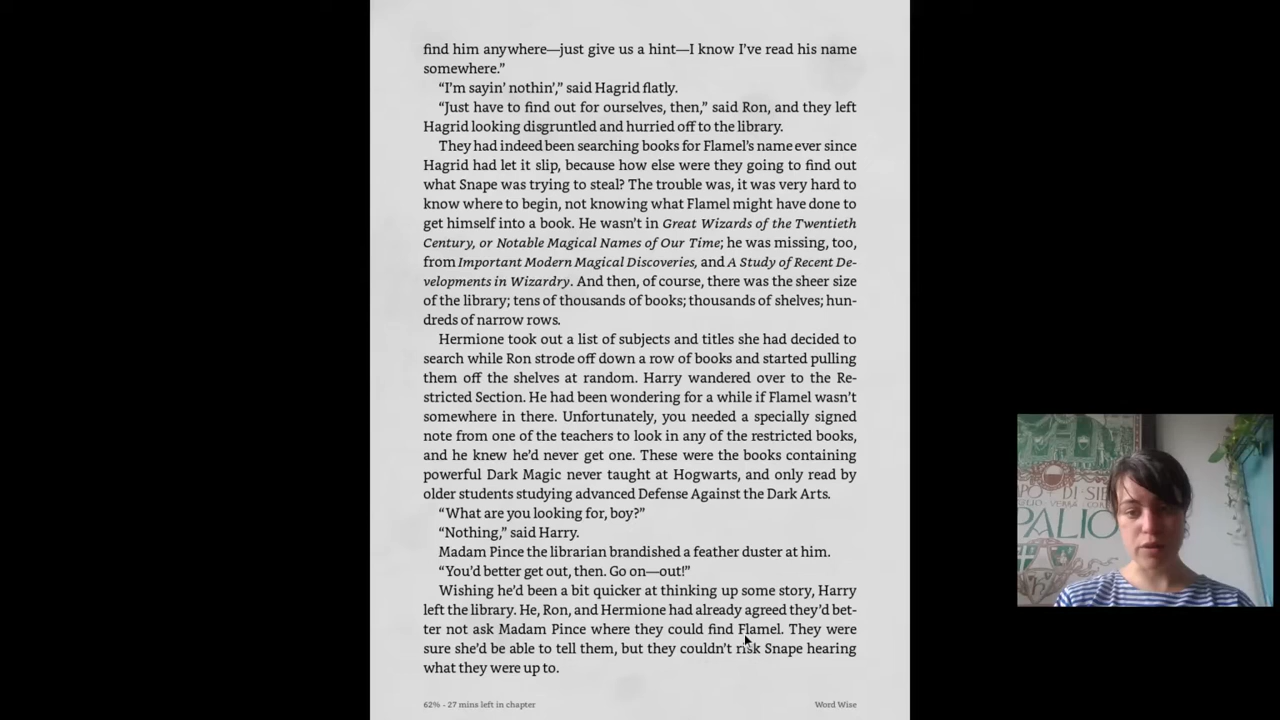 find him anywhere—just give us a hint—I know I’ve read his name
somewhere.”
“I’m sayin’ nothin’,” said Hagrid flatly.
“Just have to find out for ourselves, then,” said Ron, and they left
Hagrid looking disgruntled and hurried off to the library.
They had indeed been searching books for Flamel’s name ever since
Hagrid had let it slip, because how else were they going to find out
what Snape was trying to steal? The trouble was, it was very hard to
know where to begin, not knowing what Flamel might have done to
get himself into a book. He wasn’t in Great Wizards of the Twentieth
Century, or Notable Magical Names of Our Time; he was missing, too,
from Important Modern Magical Discoveries, and A Study of Recent De-
velopments in Wizardry. And then, of course, there was the sheer size
of the library; tens of thousands of books; thousands of shelves; hun-
dreds of narrow rows.
Hermione took out a list of subjects and titles she had decided to
search while Ron strode off down a row of books and started pulling
them off the shelves at random. Harry wandered over to the Re-
stricted Section. He had been wondering for a while if Flamel wasn’t
somewhere in there. Unfortunately, you needed a specially signed
note from one of the teachers to look in any of the restricted books,
and he knew he’d never get one. These were the books containing
powerful Dark Magic never taught at Hogwarts, and only read by
older students studying advanced Defense Against the Dark Arts.
“What are you looking for, boy?”
“Nothing,” said Harry.
Madam Pince the librarian brandished a feather duster at him.
“You’d better get out, then. Go on—out!”
Wishing he’d been a bit quicker at thinking up some story, Harry
left the library. He, Ron, and Hermione had already agreed they’d bet-
ter not ask Madam Pince where they could find Flamel. They were
sure she’d be able to tell them, but they couldn’t risk Snape hearing
what they were up to.
62% - 27 mins left in chapter
Word Wise
DI SIE
PALIO